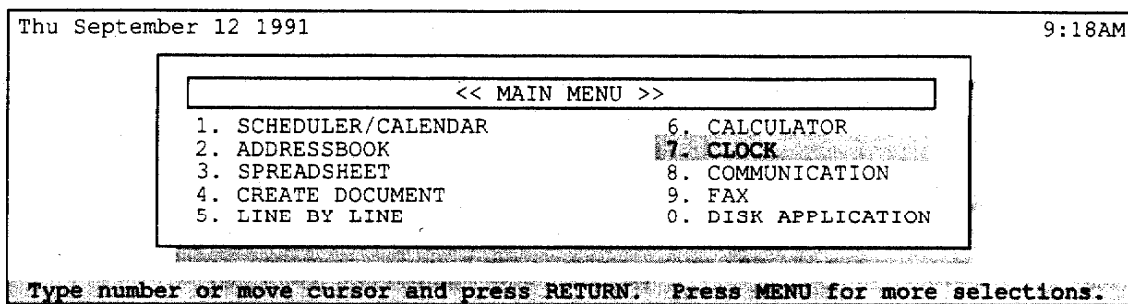 Thu September 12 1991 9:18AM
<< MAIN MENU >>
1. SCHEDULER/CALENDAR 6. CALCULATOR
2. ADDRESSBOOK 7. CLOCK
3. SPREADSHEET 8. COMMUNICATION
4. CREATE DOCUMENT 9. FAX
5. LINE BY LINE 0. DISK APPLICATION
Type number or move cursor and press RETURN. Press MENU for more selections.